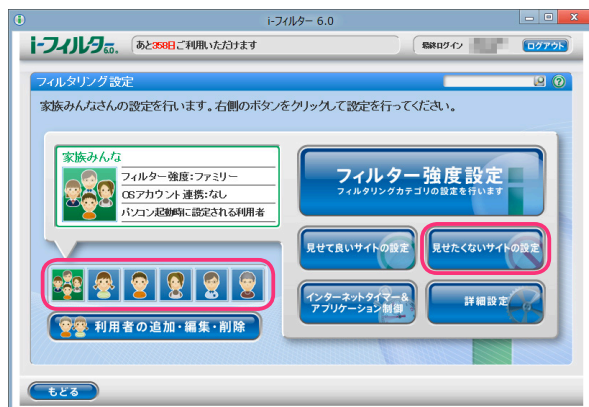 i-フィルター 6.0
i-フィルター6.0
あと358日ご利用いただけます
最終ログイン
ログアウト
フィルタリング設定
家族みんなさんの設定を行います。右側のボタンをクリックして設定を行ってください。
家族みんな
フィルター強度:ファミリー
OSアカウント連携:なし
パソコン起動時に設定される利用者
フィルター強度設定
フィルタリングカテゴリの設定を行います
見せて良いサイトの設定
見せたくないサイトの設定
インターネットタイマー&
アプリケーション制御
詳細設定
利用者の追加・編集・削除
もどる